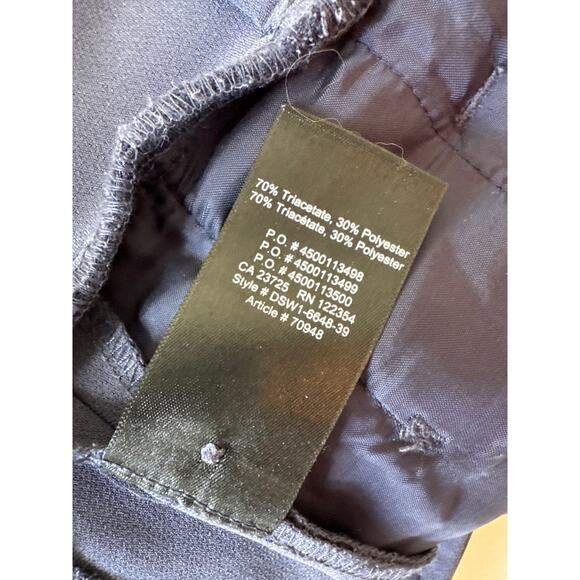 70% Triacetate, 30% Polyester
70% Triacétate, 30% Polyester
P.O. # 4500113498
P.O. # 4500113499
P.O. # 4500113500
CA 23725 RN 122354
Style # DSW1-6648-39
Article # 70948